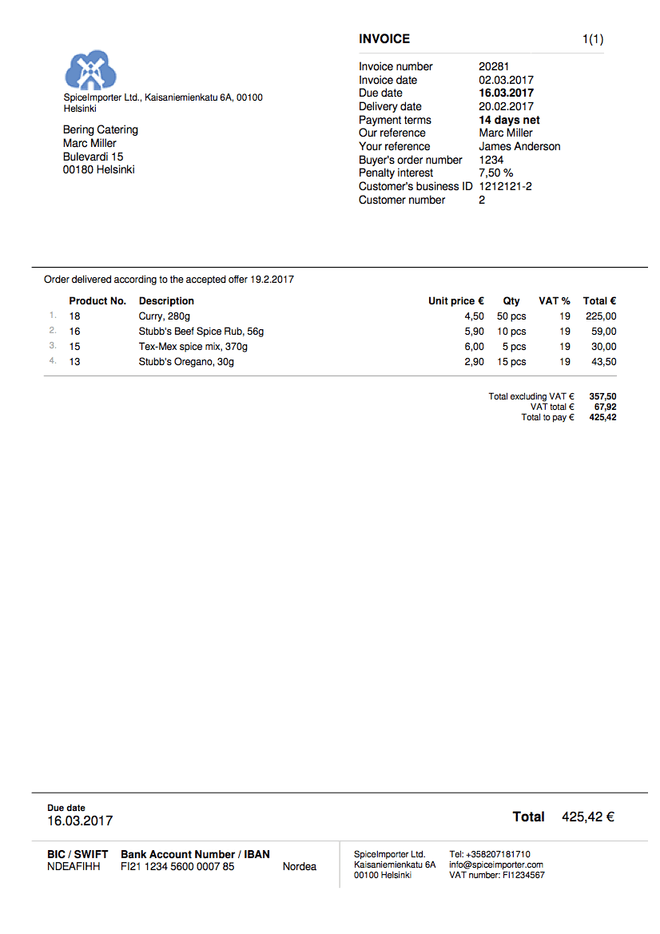 INVOICE 1(1)
SpiceImporter Ltd., Kaisaniemenkatu 6A, 00100
Helsinki
Bering Catering
Marc Miller
Bulevardi 15
00180 Helsinki
Invoice number 20281
Invoice date 02.03.2017
Due date 16.03.2017
Delivery date 20.02.2017
Payment terms 14 days net
Our reference Marc Miller
Your reference James Anderson
Buyer's order number 1234
Penalty interest 7,50 %
Customer's business ID 1212121-2
Customer number 2
Order delivered according to the accepted offer 19.2.2017
Product No. Description Unit price € Qty VAT % Total €
1. 18 Curry, 280g 4,50 50 pcs 19 225,00
2. 16 Stubb's Beef Spice Rub, 56g 5,90 10 pcs 19 59,00
3. 15 Tex-Mex spice mix, 370g 6,00 5 pcs 19 30,00
4. 13 Stubb's Oregano, 30g 2,90 15 pcs 19 43,50
Total excluding VAT € 357,50
VAT total € 67,92
Total to pay € 425,42
Due date
16.03.2017
Total 425,42 €
BIC / SWIFT Bank Account Number / IBAN
NDEAFIHH FI21 1234 5600 0007 85 Nordea
SpiceImporter Ltd. Tel: +358207181710
Kaisaniemenkatu 6A info@spiceimporter.com
00100 Helsinki VAT number: FI1234567